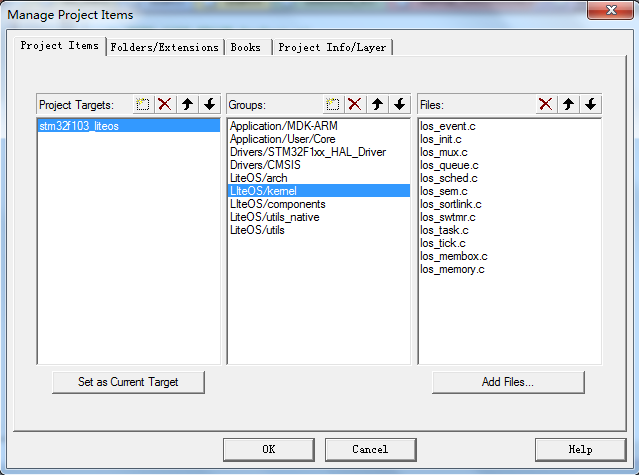 Manage Project Items
Project Items
Folders/Extensions
Books
Project Info/Layer
Project Targets:
Groups:
Files:
stm32f103_liteos
Application/MDK-ARM
Application/User/Core
Drivers/STM32F1xx_HAL_Driver
Drivers/CMSIS
LiteOS/arch
LIteOS/kernel
LIteOS/components
LiteOS/utils_native
LiteOS/utils
los_event.c
los_init.c
los_mux.c
los_queue.c
los_sched.c
los_sem.c
los_sortlink.c
los_swtmr.c
los_task.c
los_tick.c
los_membox.c
los_memory.c
Set as Current Target
Add Files...
OK
Cancel
Help